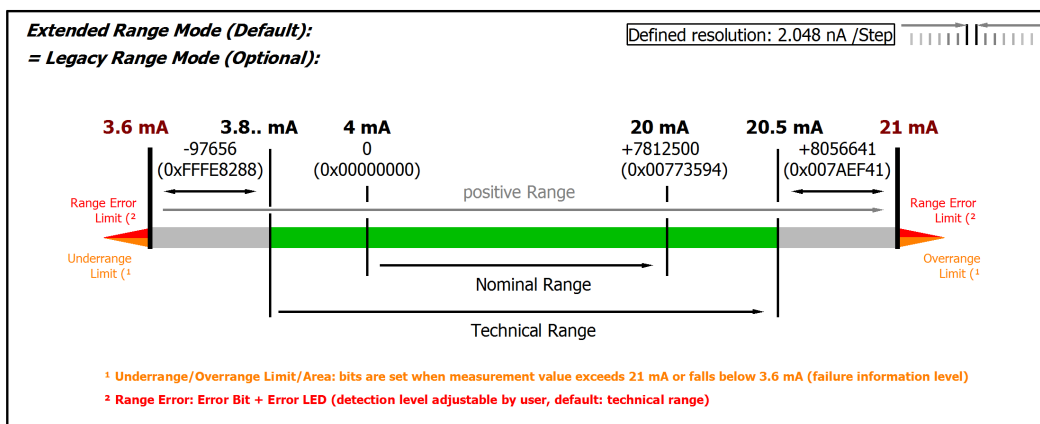 Extended Range Mode (Default):
= Legacy Range Mode (Optional):
Defined resolution: 2.048 nA /Step
3.6 mA 3.8.. mA 4 mA 20 mA 20.5 mA 21 mA
-97656 0 +7812500 +8056641
(0xFFFE8288) (0x00000000) (0x00773594) (0x007AEF41)
positive Range
Range Error Range Error
Limit (² Limit (²
Underrange Overrange
Limit (¹ Limit (¹
Nominal Range
Technical Range
¹ Underrange/Overrange Limit/Area: bits are set when measurement value exceeds 21 mA or falls below 3.6 mA (failure information level)
² Range Error: Error Bit + Error LED (detection level adjustable by user, default: technical range)